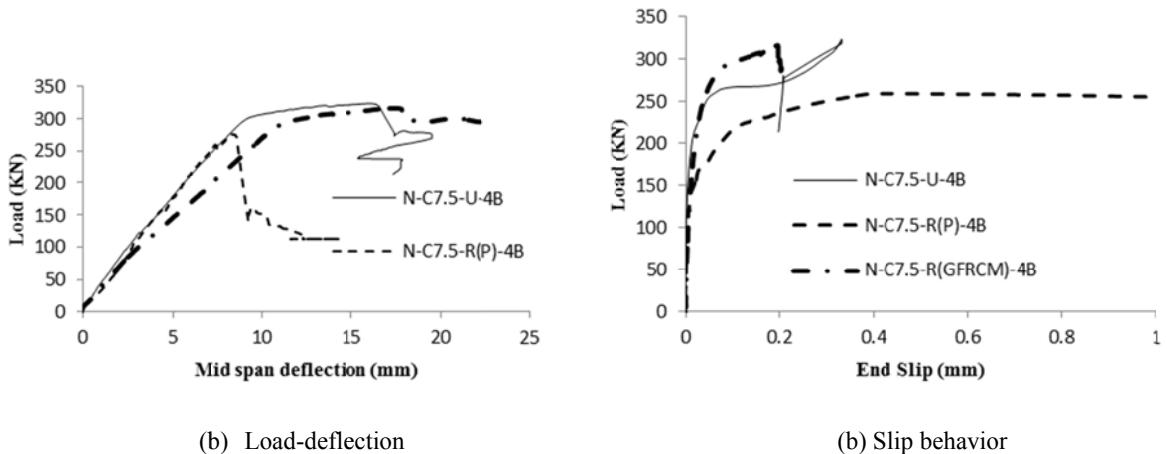 350
300
250
200
150
100
50
0
Load (KN)
0 5 10 15 20 25
Mid span deflection (mm)
N-C7.5-U-4B
N-C7.5-R(P)-4B
(b) Load-deflection
350
300
250
200
150
100
50
0
Load (KN)
0 0.2 0.4 0.6 0.8 1
End Slip (mm)
N-C7.5-U-4B
N-C7.5-R(P)-4B
N-C7.5-R(GFRCM)-4B
(b) Slip behavior